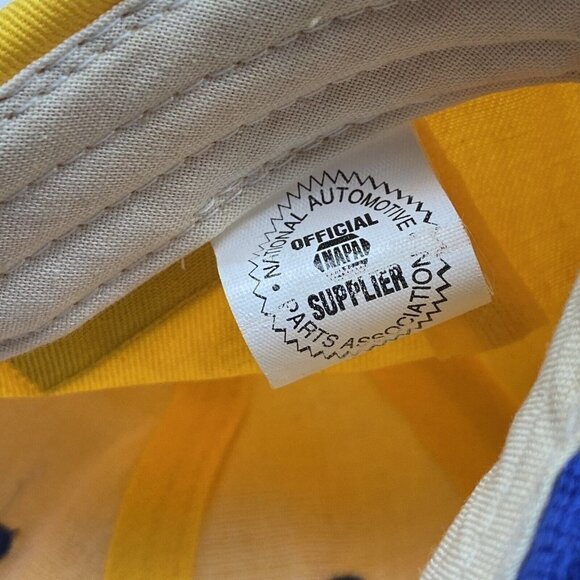 NATIONAL AUTOMOTIVE
OFFICIAL
NAPA
SUPPLIER
PARTS ASSOCIATION